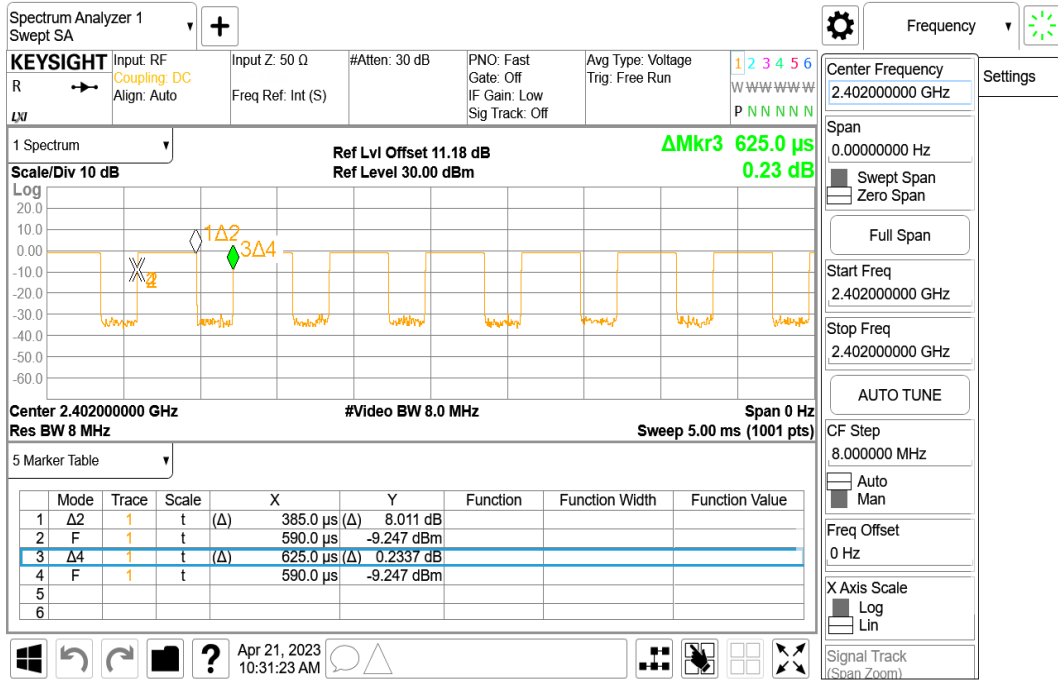 Spectrum Analyzer 1
Swept SA
Frequency
KEYSIGHT
R
LXI
Input: RF
Coupling: DC
Align: Auto
Input Z: 50 Ω
Freq Ref: Int (S)
#Atten: 30 dB
PNO: Fast
Gate: Off
IF Gain: Low
Sig Track: Off
Avg Type: Voltage
Trig: Free Run
1 2 3 4 5 6
W W W W W W
P N N N N N
Center Frequency
2.402000000 GHz
Settings
1 Spectrum
Scale/Div 10 dB
Ref Lvl Offset 11.18 dB
Ref Level 30.00 dBm
ΔMkr3 625.0 µs
0.23 dB
Span
0.00000000 Hz
Swept Span
Zero Span
Full Span
Start Freq
2.402000000 GHz
Stop Freq
2.402000000 GHz
AUTO TUNE
CF Step
8.000000 MHz
Auto
Man
Freq Offset
0 Hz
X Axis Scale
Log
Lin
Signal Track
(Span Zoom)
Log
20.0
10.0
0.00
-10.0
-20.0
-30.0
-40.0
-50.0
-60.0
1Δ2
3Δ4
Center 2.402000000 GHz
#Video BW 8.0 MHz
Span 0 Hz
Res BW 8 MHz
Sweep 5.00 ms (1001 pts)
5 Marker Table
Mode Trace Scale X Y Function Function Width Function Value
1 Δ2 1 t (Δ) 385.0 µs (Δ) 8.011 dB
2 F 1 t 590.0 µs -9.247 dBm
3 Δ4 1 t (Δ) 625.0 µs (Δ) 0.2337 dB
4 F 1 t 590.0 µs -9.247 dBm
5
6
?
Apr 21, 2023
10:31:23 AM